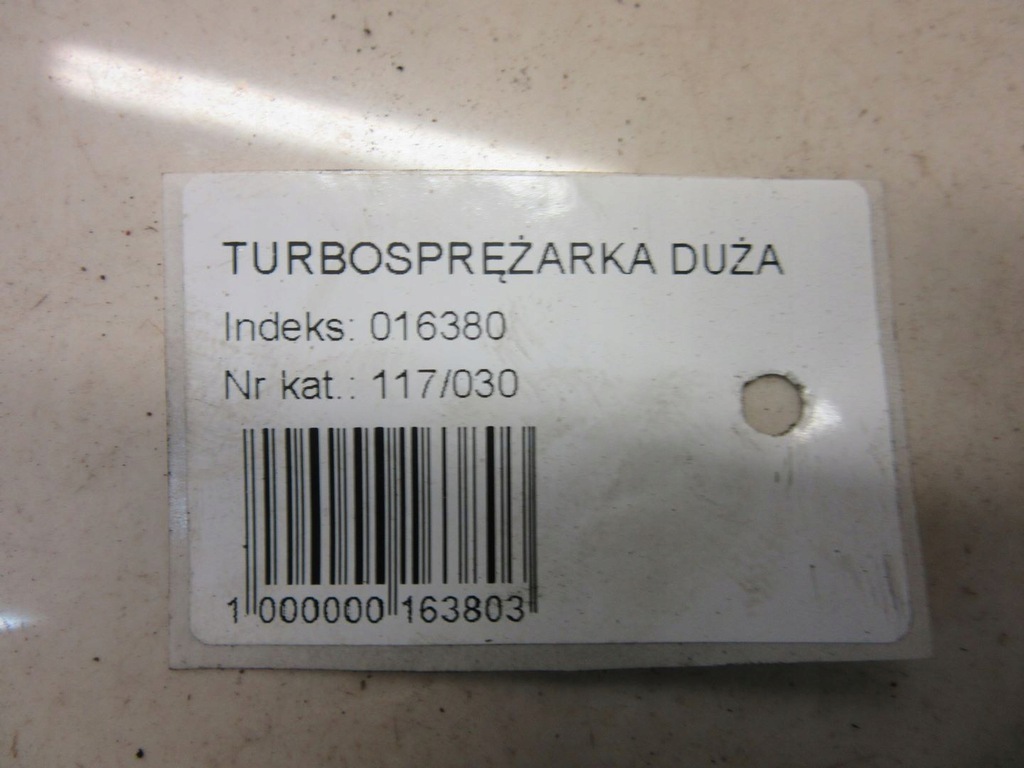 TURBOSPRĘŻARKA DUŻA
Indeks: 016380
Nr kat.: 117/030
1 000000 163803